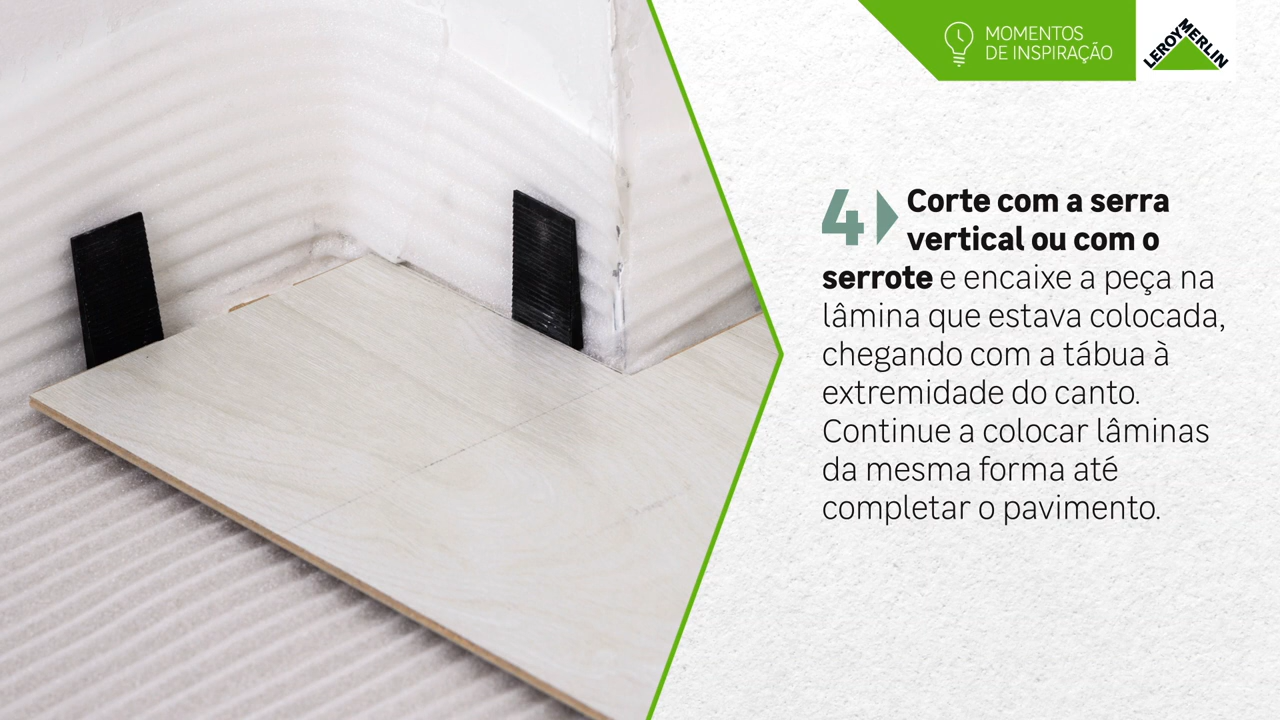 MOMENTOS
DE INSPIRAÇÃO
LEROY MERLIN
4 Corte com a serra
vertical ou com o
serrote e encaixe a peça na
lâmina que estava colocada,
chegando com a tábua à
extremidade do canto.
Continue a colocar lâminas
da mesma forma até
completar o pavimento.